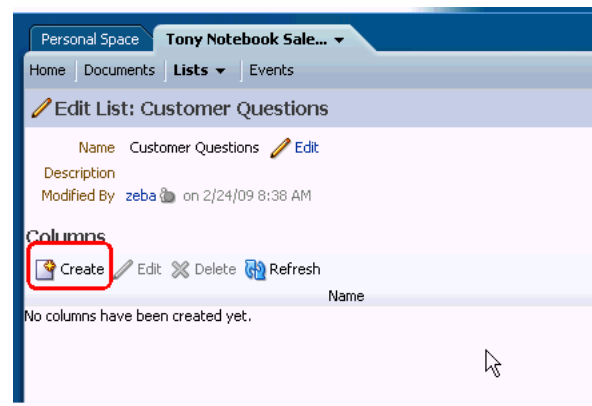 Personal Space Tony Notebook Sale...
Home Documents Lists Events
Edit List: Customer Questions
Name Customer Questions Edit
Description
Modified By zeba on 2/24/09 8:38 AM
Columns
Create Edit Delete Refresh
Name
No columns have been created yet.